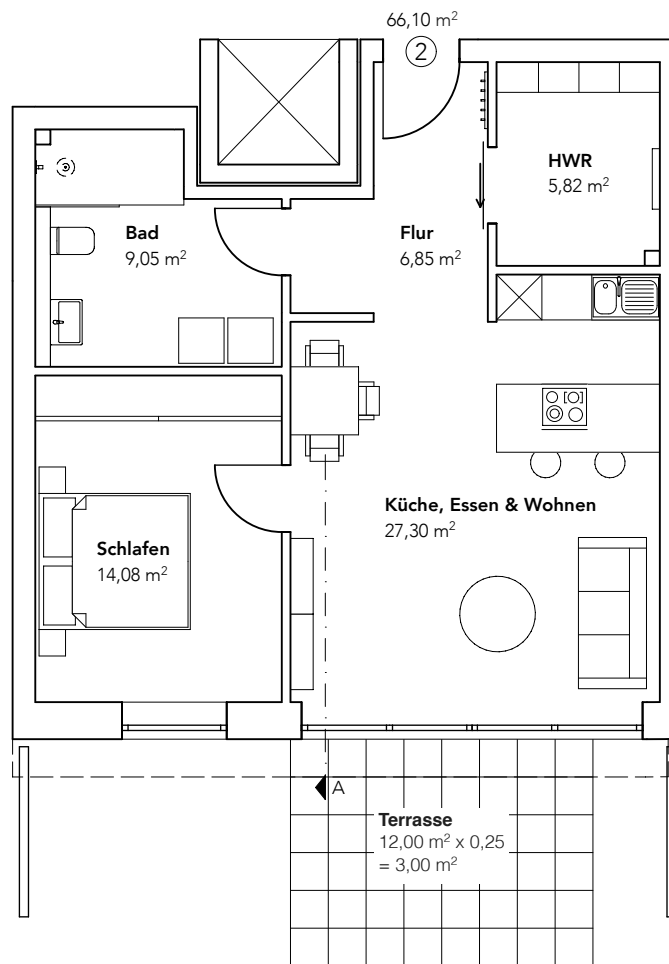 66,10 m²
2
HWR
5,82 m²
Bad
9,05 m²
Flur
6,85 m²
Küche, Essen & Wohnen
27,30 m²
Schlafen
14,08 m²
A
Terrasse
12,00 m² x 0,25
= 3,00 m²